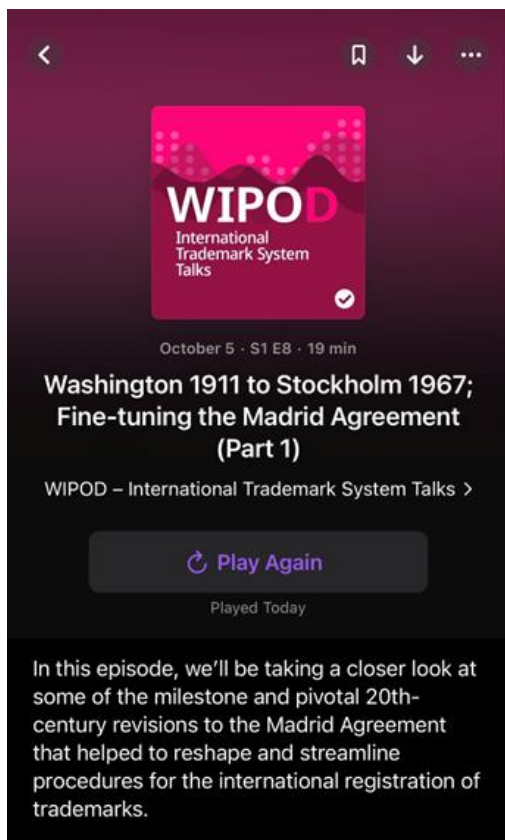 WIPOD
International
Trademark System
Talks
October 5 · S1 E8 · 19 min
Washington 1911 to Stockholm 1967;
Fine-tuning the Madrid Agreement
(Part 1)
WIPOD – International Trademark System Talks >
Play Again
Played Today
In this episode, we’ll be taking a closer look at
some of the milestone and pivotal 20th-
century revisions to the Madrid Agreement
that helped to reshape and streamline
procedures for the international registration of
trademarks.